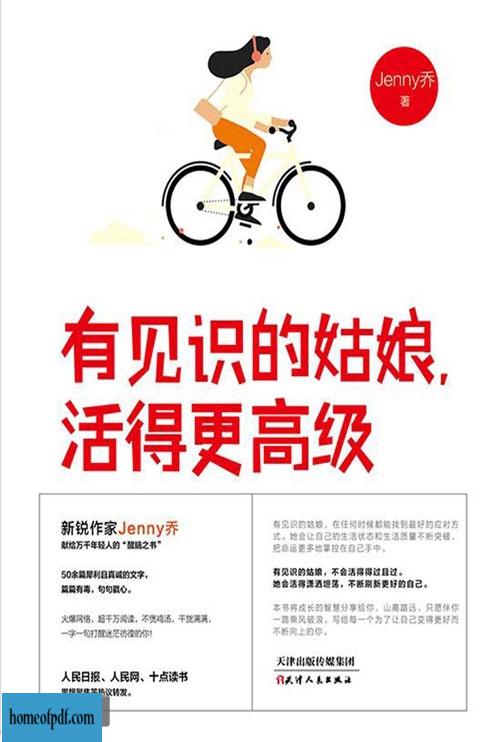 Jenny乔
著
有见识的姑娘,
活得更高级
新锐作家Jenny乔
献给万千年轻人的“醒脑之书”
50余篇犀利且真诚的文字,
篇篇有毒,句句戳心。
火爆网络,超千万阅读,不煲鸡汤,干货满满,
一字一句打醒迷茫彷徨的你!
人民日报、人民网、十点读书
思想聚焦等热议转发。
有见识的姑娘,在任何时候都能找到最好的应对方
式。她会让自己的生活状态和生活质量不断突破,
把命运更多地掌控在自己手中。
有见识的姑娘,不会活得得过且过。
她会活得潇洒坦荡,不断刷新更好的自己。
本书将成长的智慧分享给你,山高路远,只愿伴你
一路乘风破浪,写给每一个为了让自己变得更好而
不断向上的你。
天津出版传媒集团
天津人民出版社
homeofpdf.com